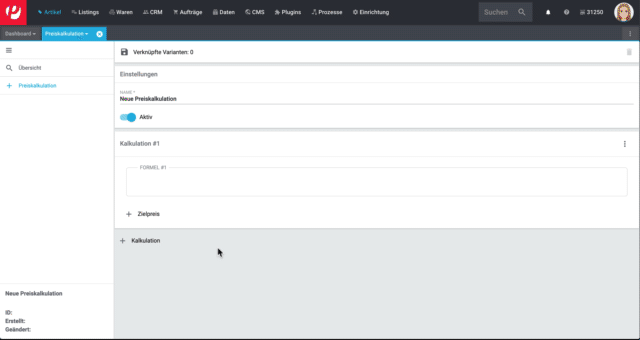 Artikel Listings Waren CRM Aufträge Daten CMS Plugins Prozesse Einrichtung Suchen 31250
Dashboard Preiskalkulation
Verknüpfte Varianten: 0
Übersicht
Preiskalkulation
Einstellungen
NAME *
Neue Preiskalkulation
Aktiv
Kalkulation #1
FORMEL #1
Zielpreis
Kalkulation
Neue Preiskalkulation
ID:
Erstellt:
Geändert: